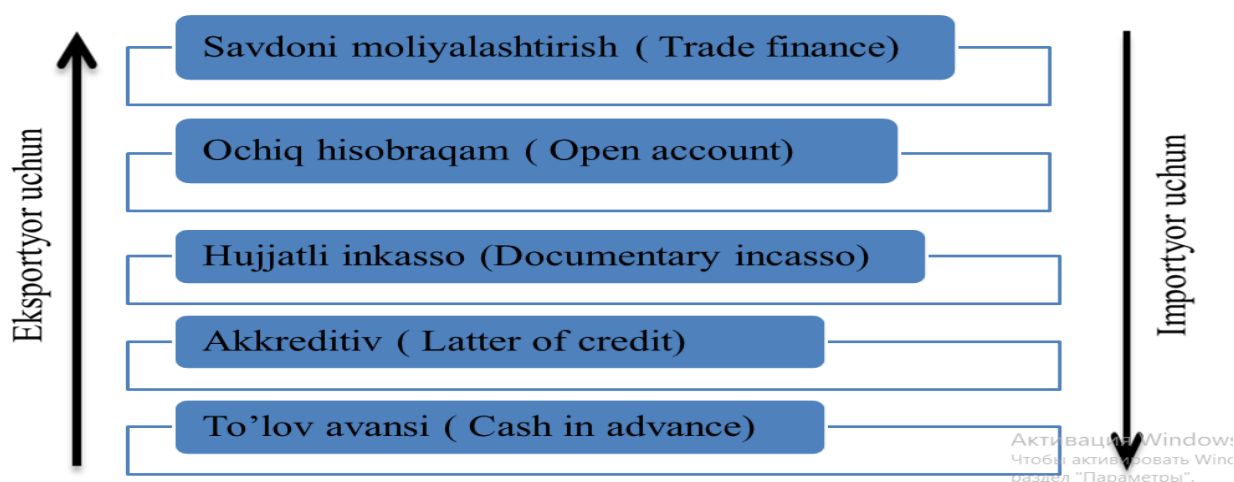 Savdoni moliyalashtirish ( Trade finance)
Ochiq hisobraqam ( Open account)
Hujjatli inkasso (Documentary incasso)
Akkreditiv ( Latter of credit)
To’lov avansi ( Cash in advance)
Eksportyor uchun
Importyor uchun
Активация Windows
Чтобы активировать Wind
раздел "Параметры".